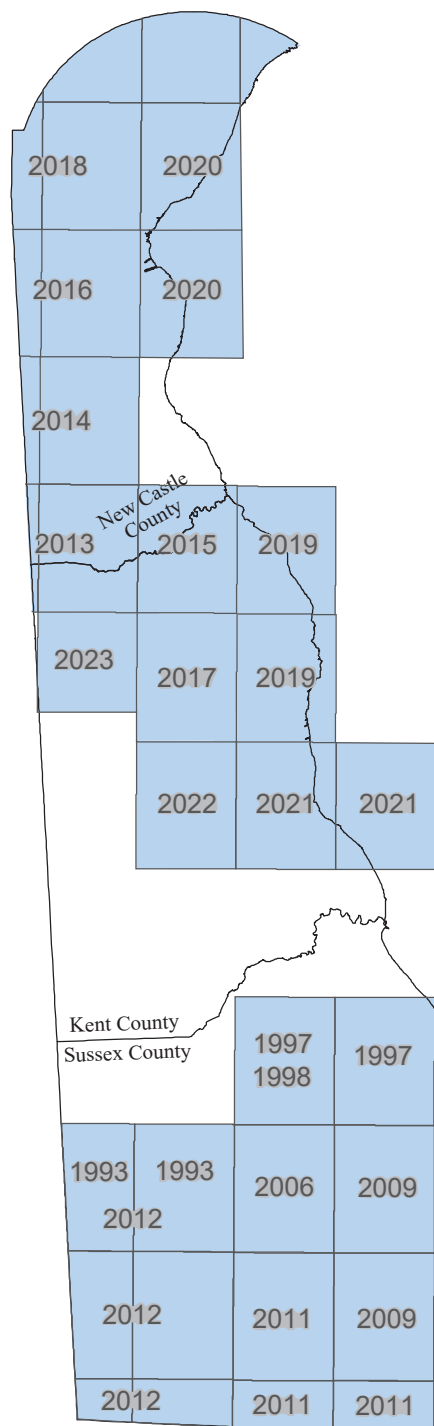 2018 2020
2016 2020
2014
New Castle
County
2013 2015 2019
2023 2017 2019
2022 2021 2021
Kent County
Sussex County
1997 1997
1998
1993 1993 2006 2009
2012
2012 2011 2009
2012 2011 2011